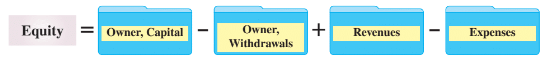 Equity = Owner, Capital − Owner, Withdrawals + Revenues − Expenses